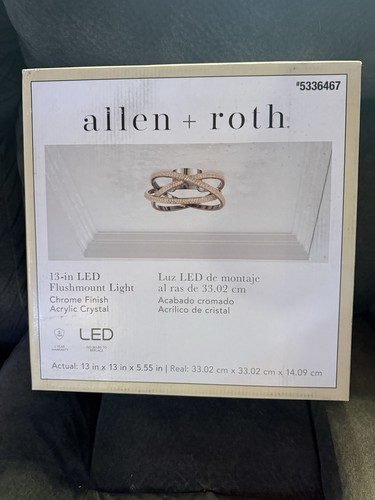 #5336467
allen + roth.
13-in LED
Flushmount Light
Chrome Finish
Acrylic Crystal
Luz LED de montaje
al ras de 33.02 cm
Acabado cromado
Acrílico de cristal
LED
Actual: 13 in x 13 in x 5.55 in | Real: 33.02 cm x 33.02 cm x 14.09 cm